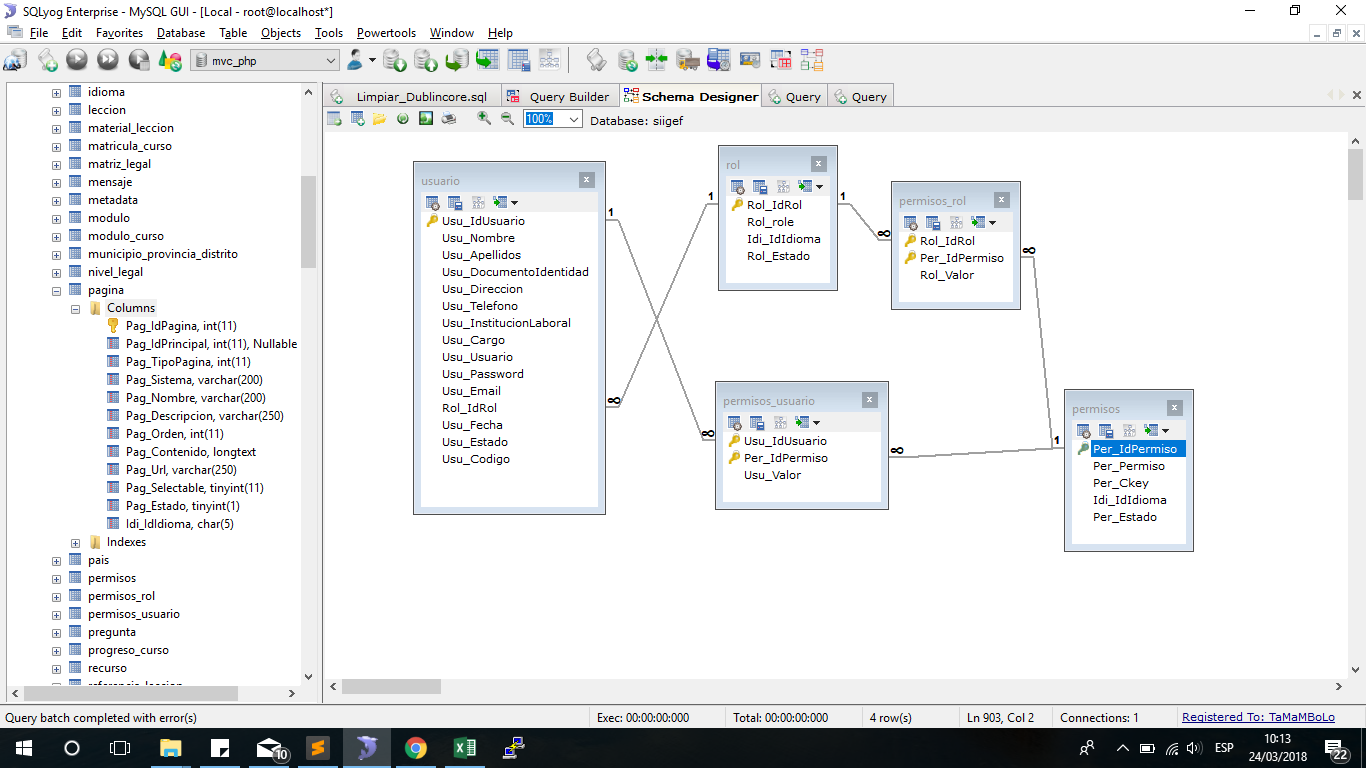 SQLyog Enterprise - MySQL GUI - [Local - root@localhost*]
File Edit Favorites Database Table Objects Tools Powertools Window Help
mvc_php
idioma
leccion
material_leccion
matricula_curso
matriz_legal
mensaje
metadata
modulo
modulo_curso
municipio_provincia_distrito
nivel_legal
pagina
Columns
Pag_IdPagina, int(11)
Pag_IdPrincipal, int(11), Nullable
Pag_TipoPagina, int(11)
Pag_Sistema, varchar(200)
Pag_Nombre, varchar(200)
Pag_Descripcion, varchar(250)
Pag_Orden, int(11)
Pag_Contenido, longtext
Pag_Url, varchar(250)
Pag_Selectable, tinyint(11)
Pag_Estado, tinyint(1)
Idi_IdIdioma, char(5)
Indexes
pais
permisos
permisos_rol
permisos_usuario
pregunta
progreso_curso
recurso
referencia_leccion
Limpiar_Dublincore.sql Query Builder Schema Designer Query Query
100% Database: siigef
usuario
Usu_IdUsuario
Usu_Nombre
Usu_Apellidos
Usu_DocumentoIdentidad
Usu_Direccion
Usu_Telefono
Usu_InstitucionLaboral
Usu_Cargo
Usu_Usuario
Usu_Password
Usu_Email
Rol_IdRol
Usu_Fecha
Usu_Estado
Usu_Codigo
1
∞
rol
1
1
Rol_IdRol
Rol_role
Idi_IdIdioma
Rol_Estado
permisos_rol
∞
∞
Rol_IdRol
Per_IdPermiso
Rol_Valor
permisos_usuario
∞
∞
Usu_IdUsuario
Per_IdPermiso
Usu_Valor
permisos
1
Per_IdPermiso
Per_Permiso
Per_Ckey
Idi_IdIdioma
Per_Estado
Query batch completed with error(s) Exec: 00:00:00:000 Total: 00:00:00:000 4 row(s) Ln 903, Col 2 Connections: 1 Registered To: TaMaMBoLo
10
ESP
10:13
24/03/2018
22